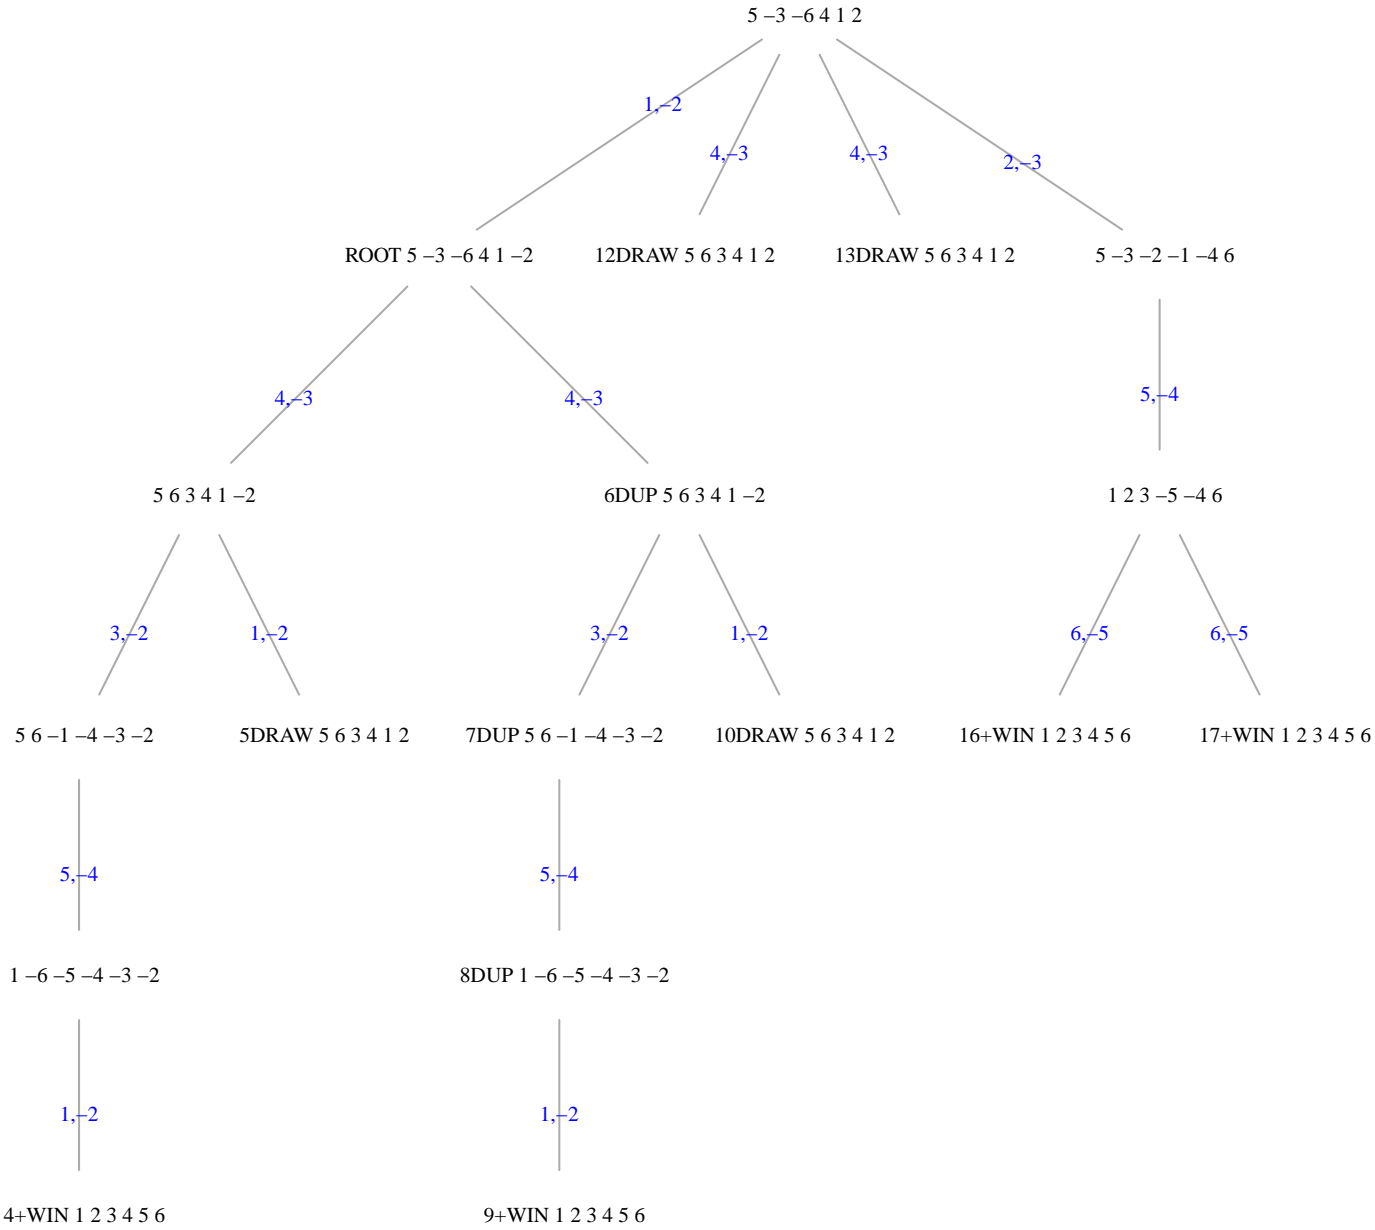 5 –3 –6 4 1 2
1,–2
4,–3
4,–3
2,–3
ROOT 5 –3 –6 4 1 –2
12DRAW 5 6 3 4 1 2
13DRAW 5 6 3 4 1 2
5 –3 –2 –1 –4 6
4,–3
4,–3
5,–4
5 6 3 4 1 –2
6DUP 5 6 3 4 1 –2
1 2 3 –5 –4 6
3,–2
1,–2
3,–2
1,–2
6,–5
6,–5
5 6 –1 –4 –3 –2
5DRAW 5 6 3 4 1 2
7DUP 5 6 –1 –4 –3 –2
10DRAW 5 6 3 4 1 2
16+WIN 1 2 3 4 5 6
17+WIN 1 2 3 4 5 6
5,–4
5,–4
1 –6 –5 –4 –3 –2
8DUP 1 –6 –5 –4 –3 –2
1,–2
1,–2
4+WIN 1 2 3 4 5 6
9+WIN 1 2 3 4 5 6